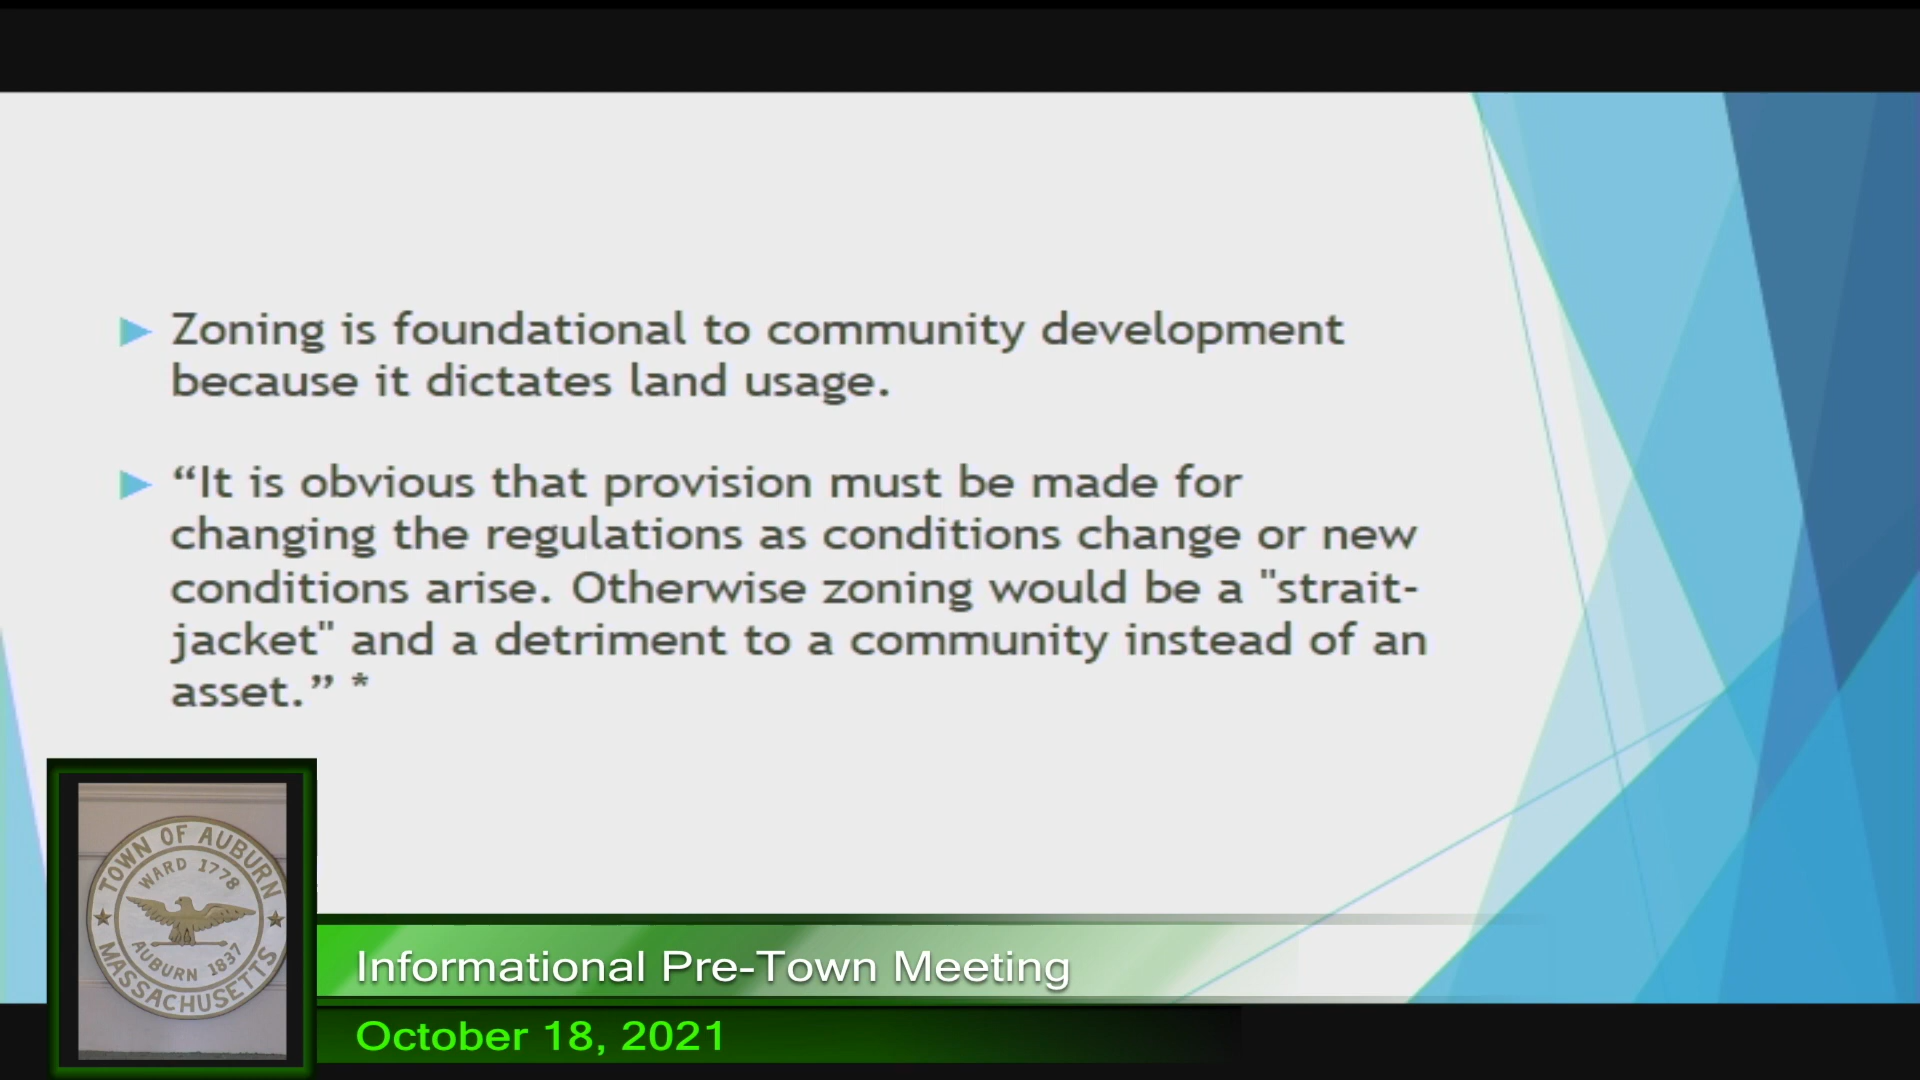 Zoning is foundational to community development
because it dictates land usage.
“It is obvious that provision must be made for
changing the regulations as conditions change or new
conditions arise. Otherwise zoning would be a "strait-
jacket" and a detriment to a community instead of an
asset.” *
TOWN OF AUBURN
WARD 1778
AUBURN 1837
MASSACHUSETTS
Informational Pre-Town Meeting
October 18, 2021